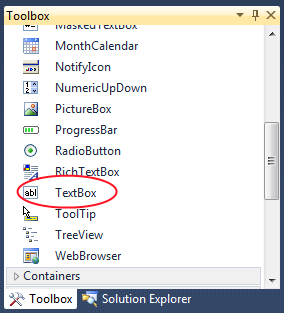 Toolbox
MaskedTextBox
MonthCalendar
NotifyIcon
NumericUpDown
PictureBox
ProgressBar
RadioButton
RichTextBox
abl TextBox
ToolTip
TreeView
WebBrowser
Containers
Toolbox Solution Explorer